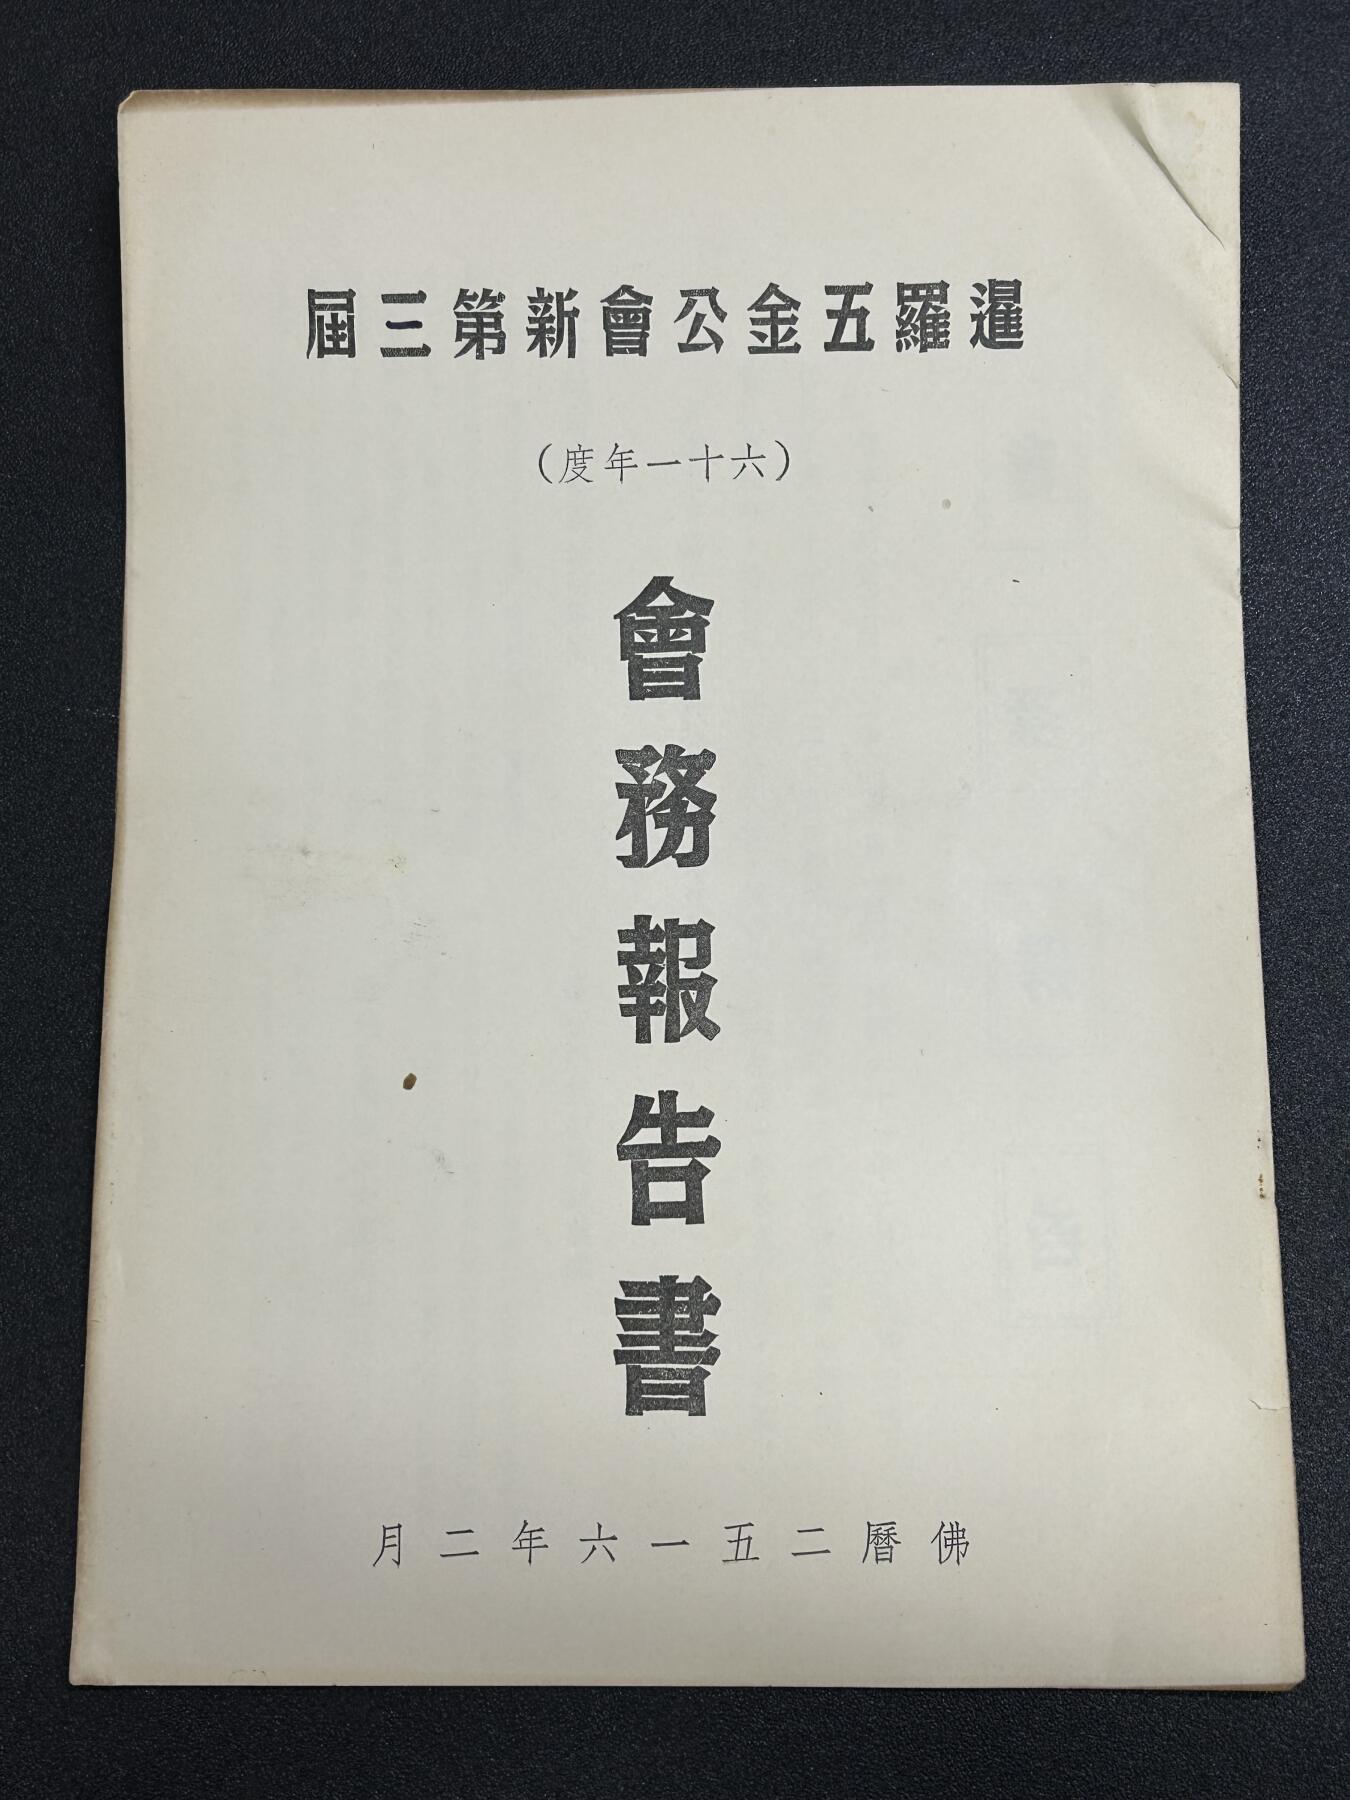 暹羅五金公會新第三屆
(六十一年度)
會務報告書
佛曆二五一六年二月